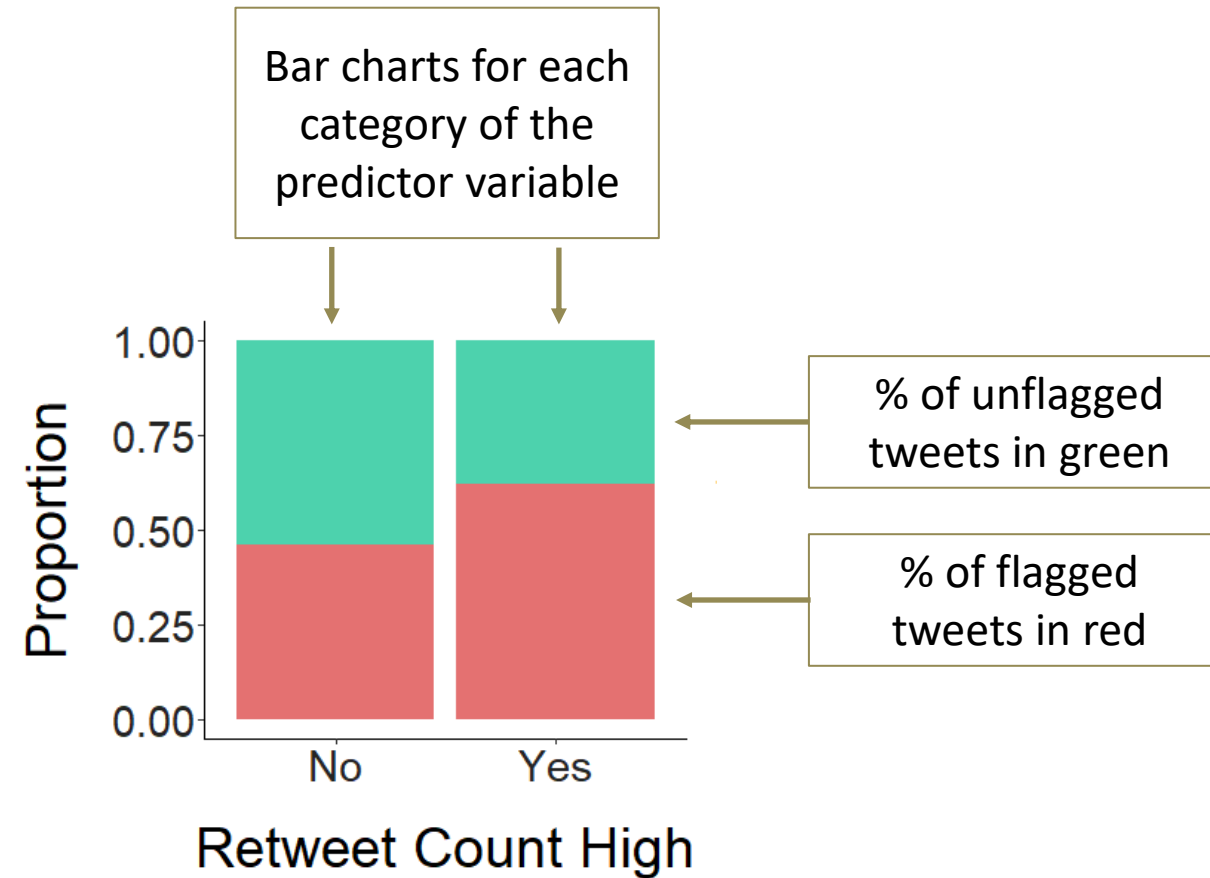 Bar charts for each
category of the
predictor variable
1.00
0.75
0.50
0.25
0.00
Proportion
No Yes
Retweet Count High
% of unflagged
tweets in green
% of flagged
tweets in red